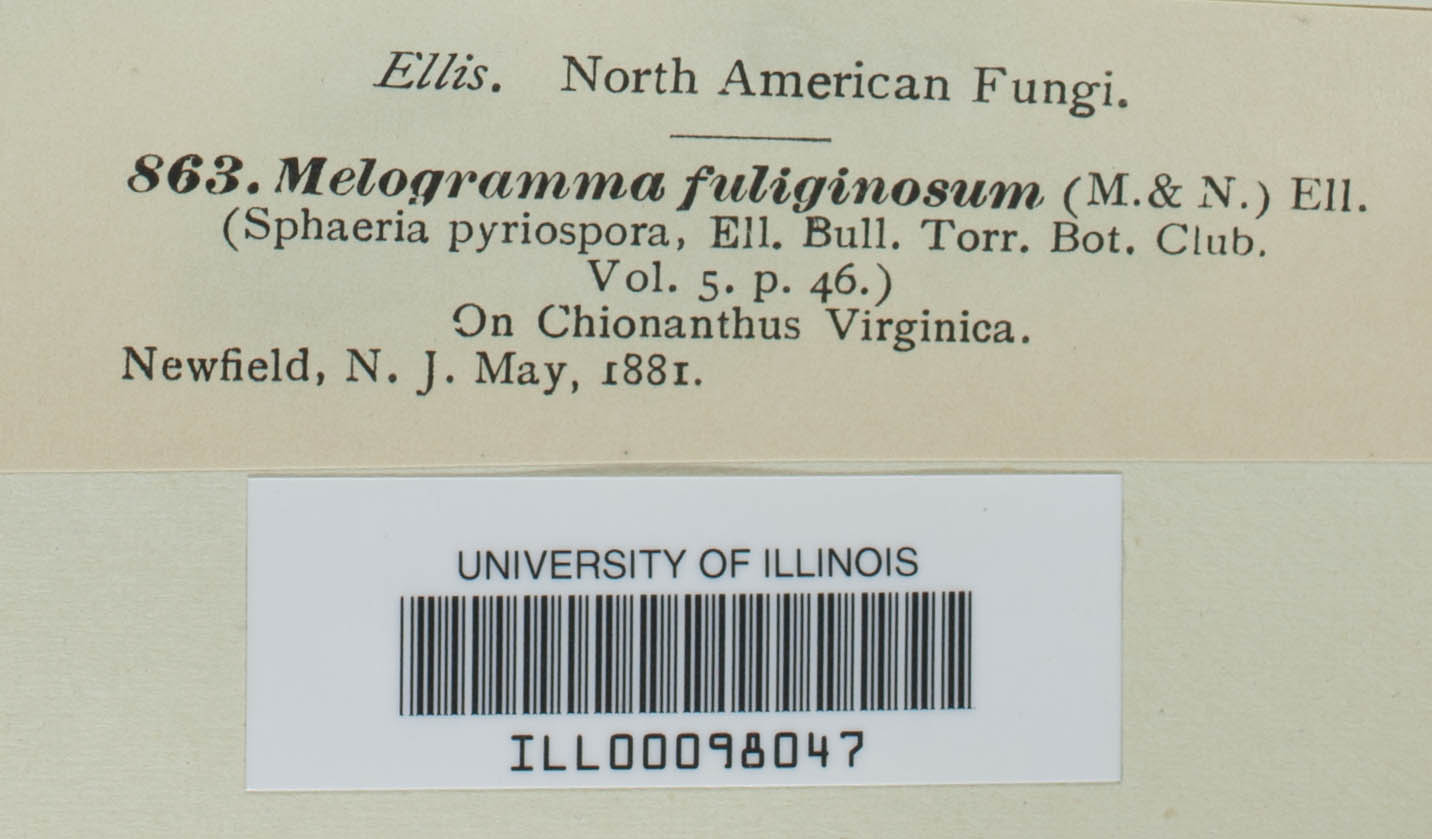 Ellis. North American Fungi.
863. Melogramma fuliginosum (M. & N.) Ell.
(Sphaeria pyriospora, Ell. Bull. Torr. Bot. Club.
Vol. 5. p. 46.)
On Chionanthus Virginica.
Newfield, N. J. May, 1881.
UNIVERSITY OF ILLINOIS
ILL00098047